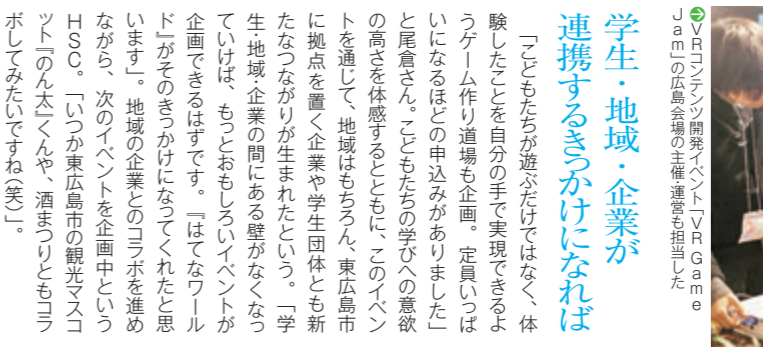 VRコンテンツ開発イベント「VR Game
Jam」の広島会場の主催・運営も担当した
学生・地域・企業が
連携するきっかけになれば
「こどもたちが遊ぶだけではなく、体
験したことを自分の手で実現できるよ
うゲーム作り道場も企画。定員いっぱ
いになるほどの申込みがありました」
と尾倉さん。こどもたちの学びへの意欲
の高さを体感するとともに、このイベン
トを通じて、地域はもちろん、東広島市
に拠点を置く企業や学生団体とも新
たなつながりが生まれたという。「学
生・地域・企業の間にある壁がなくなっ
ていけば、もっとおもしろいイベントが
企画できるはずです。『はてなワール
ド』がそのきっかけになってくれたと思
います」。地域の企業とのコラボを進め
ながら、次のイベントを企画中という
HSC。「いつか東広島市の観光マスコ
ット『のん太』くんや、酒まつりともコラ
ボしてみたいですね(笑)」。